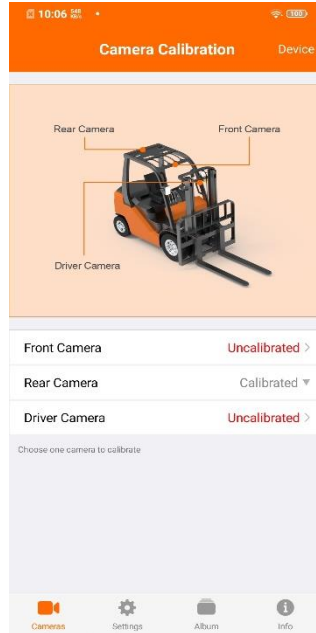 10:06
100
Camera Calibration
Device
Rear Camera
Front Camera
Driver Camera
Front Camera Uncalibrated >
Rear Camera Calibrated ▼
Driver Camera Uncalibrated >
Choose one camera to calibrate
Cameras Settings Album Info